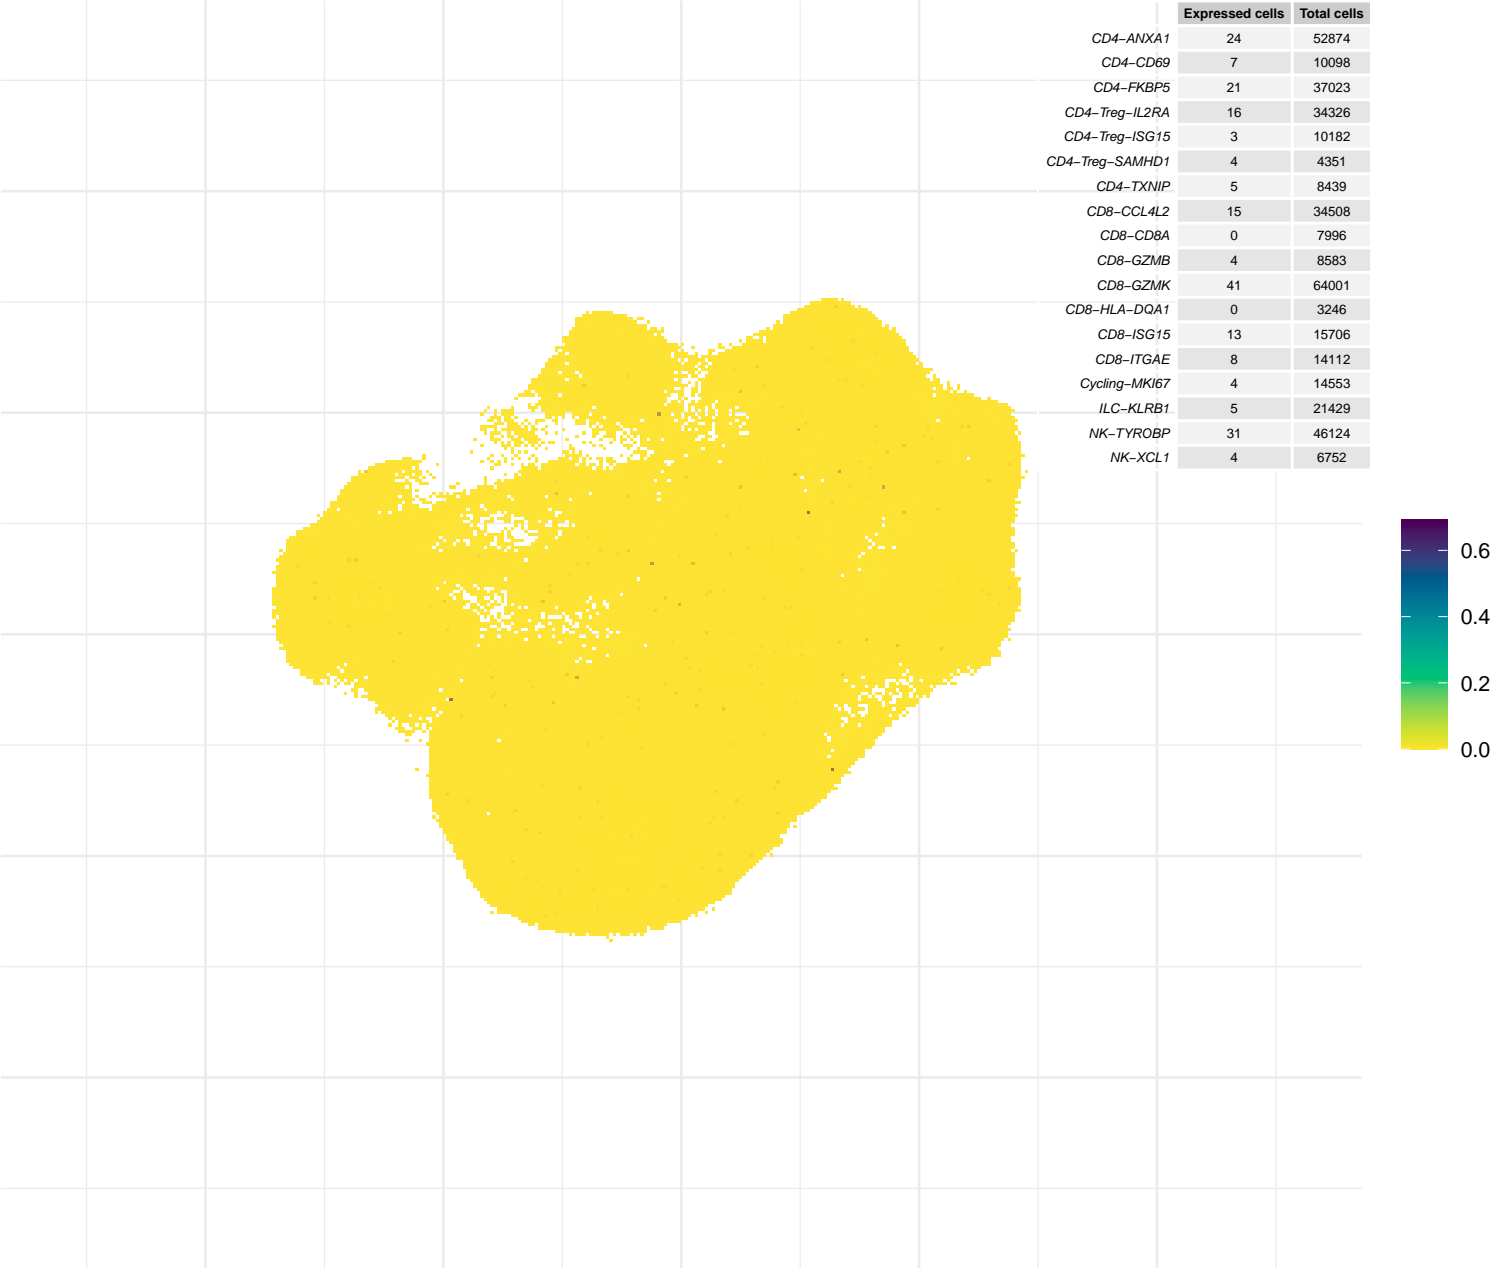 Expressed cells Total cells
CD4−ANXA1 24 52874
CD4−CD69 7 10098
CD4−FKBP5 21 37023
CD4−Treg−IL2RA 16 34326
CD4−Treg−ISG15 3 10182
CD4−Treg−SAMHD1 4 4351
CD4−TXNIP 5 8439
CD8−CCL4L2 15 34508
CD8−CD8A 0 7996
CD8−GZMB 4 8583
CD8−GZMK 41 64001
CD8−HLA−DQA1 0 3246
CD8−ISG15 13 15706
CD8−ITGAE 8 14112
Cycling−MKI67 4 14553
ILC−KLRB1 5 21429
NK−TYROBP 31 46124
NK−XCL1 4 6752
0.6
0.4
0.2
0.0